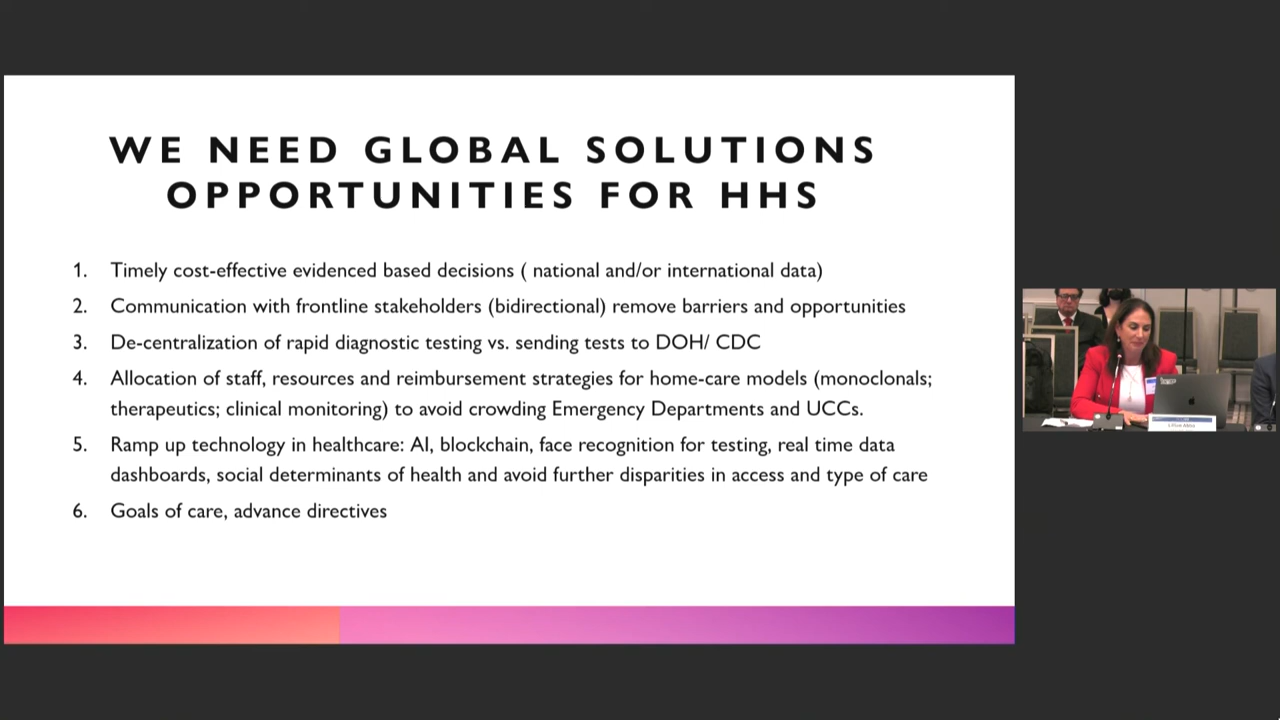 WE NEED GLOBAL SOLUTIONS
OPPORTUNITIES FOR HHS
1. Timely cost-effective evidenced based decisions ( national and/or international data)
2. Communication with frontline stakeholders (bidirectional) remove barriers and opportunities
3. De-centralization of rapid diagnostic testing vs. sending tests to DOH/ CDC
4. Allocation of staff, resources and reimbursement strategies for home-care models (monoclonals;
therapeutics; clinical monitoring) to avoid crowding Emergency Departments and UCCs.
5. Ramp up technology in healthcare: AI, blockchain, face recognition for testing, real time data
dashboards, social determinants of health and avoid further disparities in access and type of care
6. Goals of care, advance directives